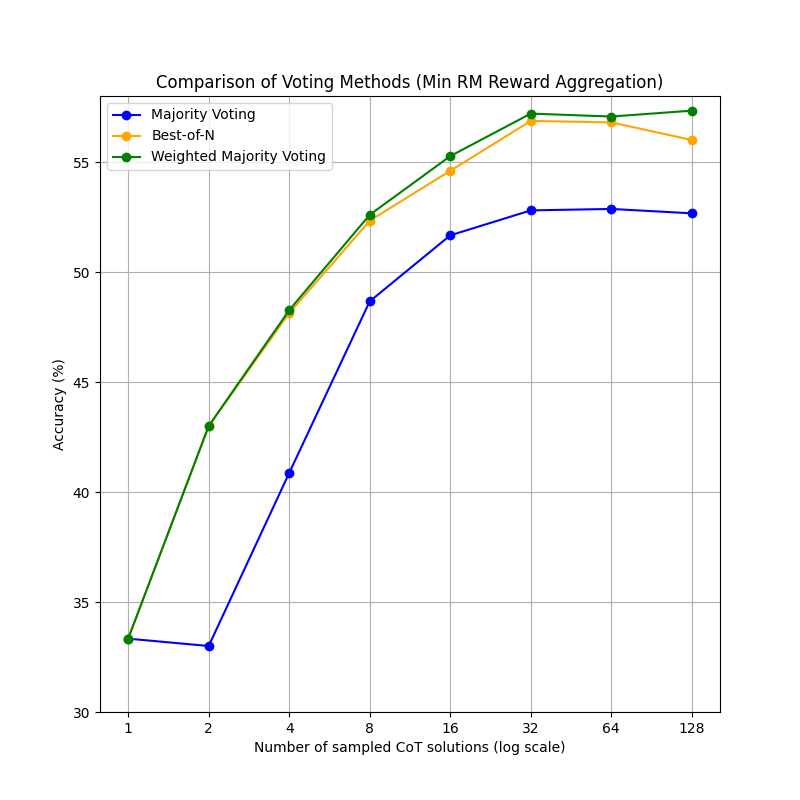 Comparison of Voting Methods (Min RM Reward Aggregation)
Majority Voting
Best-of-N
Weighted Majority Voting
Accuracy (%)
55
50
45
40
35
30
1 2 4 8 16 32 64 128
Number of sampled CoT solutions (log scale)